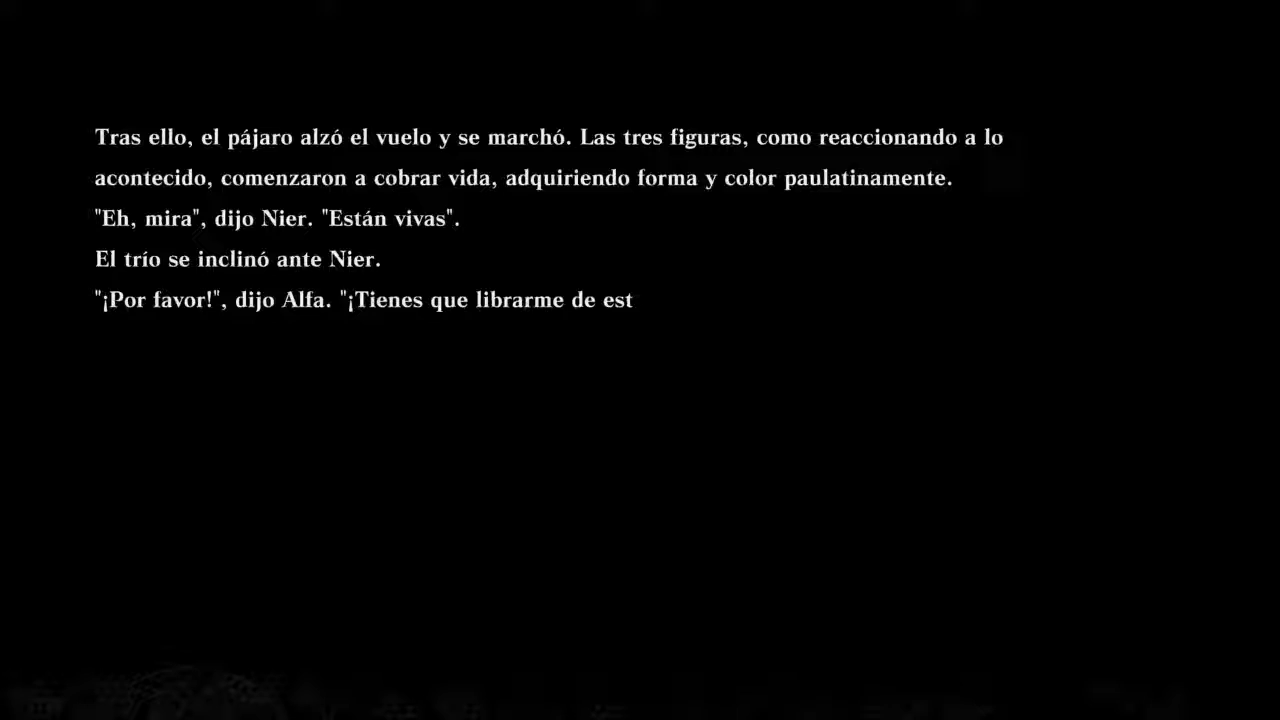 Tras ello, el pájaro alzó el vuelo y se marchó. Las tres figuras, como reaccionando a lo
acontecido, comenzaron a cobrar vida, adquiriendo forma y color paulatinamente.
"Eh, mira", dijo Nier. "Están vivas".
El trío se inclinó ante Nier.
"¡Por favor!", dijo Alfa. "¡Tienes que librarme de est